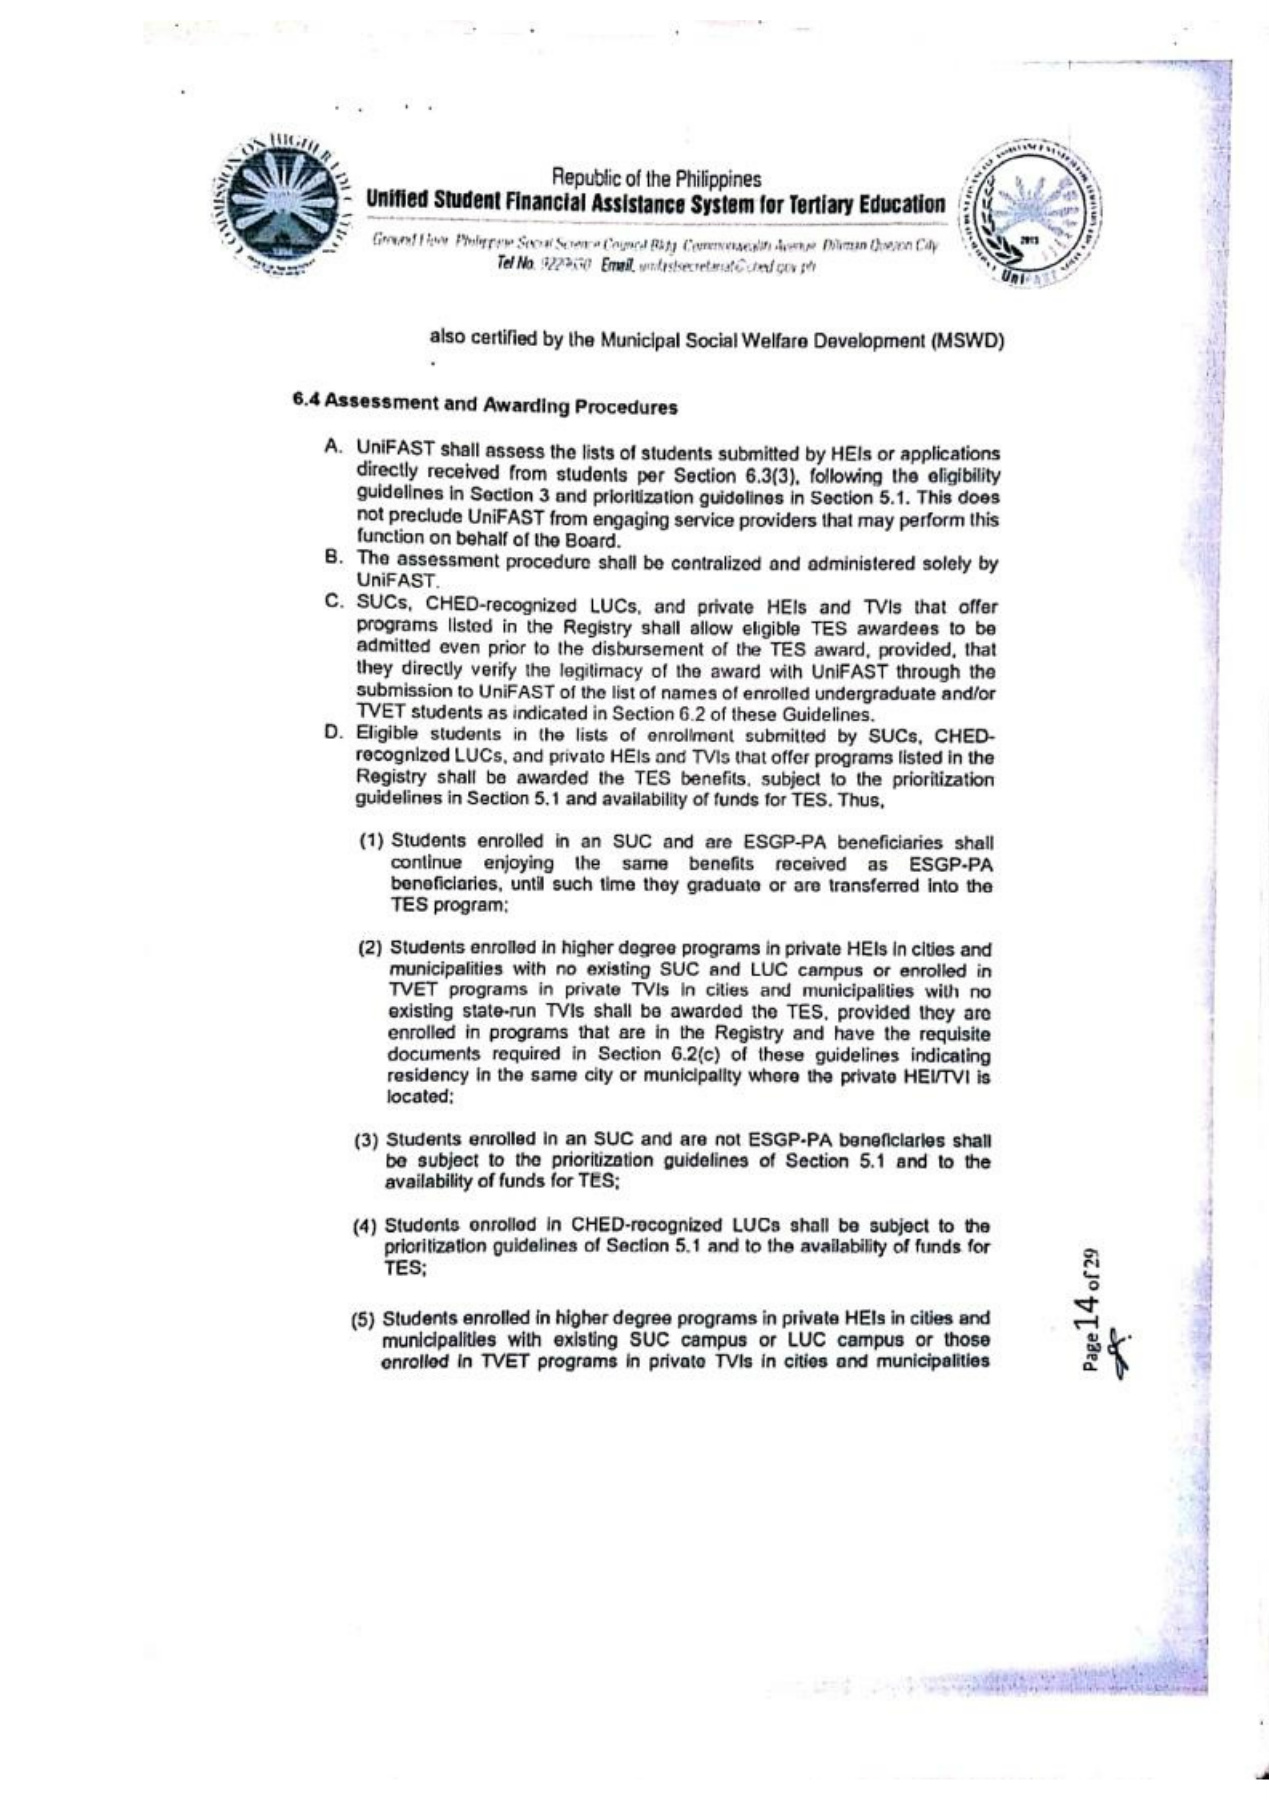 COMMISSION ON HIGHER EDUCATION
Republic of the Philippines
Unified Student Financial Assistance System for Tertiary Education
Ground Floor Philippine Social Science Council Bldg Commonwealth Avenue Diliman Quezon City
Tel No. Email.
2015
UniFAST
also certified by the Municipal Social Welfare Development (MSWD)
6.4 Assessment and Awarding Procedures
A. UniFAST shall assess the lists of students submitted by HEIs or applications
directly received from students per Section 6.3(3), following the eligibility
guidelines in Section 3 and prioritization guidelines in Section 5.1. This does
not preclude UniFAST from engaging service providers that may perform this
function on behalf of the Board.
B. The assessment procedure shall be centralized and administered solely by
UniFAST.
C. SUCs, CHED-recognized LUCs, and private HEIs and TVIs that offer
programs listed in the Registry shall allow eligible TES awardees to be
admitted even prior to the disbursement of the TES award, provided, that
they directly verify the legitimacy of the award with UniFAST through the
submission to UniFAST of the list of names of enrolled undergraduate and/or
TVET students as indicated in Section 6.2 of these Guidelines.
D. Eligible students in the lists of enrollment submitted by SUCs, CHED-
recognized LUCs, and private HEIs and TVIs that offer programs listed in the
Registry shall be awarded the TES benefits, subject to the prioritization
guidelines in Section 5.1 and availability of funds for TES. Thus,
(1) Students enrolled in an SUC and are ESGP-PA beneficiaries shall
continue enjoying the same benefits received as ESGP-PA
beneficiaries, until such time they graduate or are transferred into the
TES program;
(2) Students enrolled in higher degree programs in private HEIs in cities and
municipalities with no existing SUC and LUC campus or enrolled in
TVET programs in private TVIs in cities and municipalities with no
existing state-run TVIs shall be awarded the TES, provided they are
enrolled in programs that are in the Registry and have the requisite
documents required in Section 6.2(c) of these guidelines indicating
residency in the same city or municipality where the private HEI/TVI is
located;
(3) Students enrolled in an SUC and are not ESGP-PA beneficiaries shall
be subject to the prioritization guidelines of Section 5.1 and to the
availability of funds for TES;
(4) Students enrolled in CHED-recognized LUCs shall be subject to the
prioritization guidelines of Section 5.1 and to the availability of funds for
TES;
(5) Students enrolled in higher degree programs in private HEIs in cities and
municipalities with existing SUC campus or LUC campus or those
enrolled in TVET programs in private TVIs in cities and municipalities
Page 14 of 29